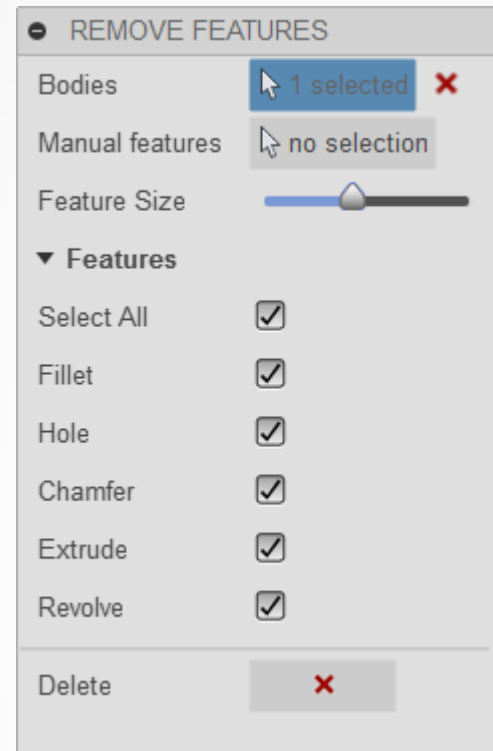 REMOVE FEATURES
Bodies 1 selected
Manual features no selection
Feature Size
Features
Select All
Fillet
Hole
Chamfer
Extrude
Revolve
Delete